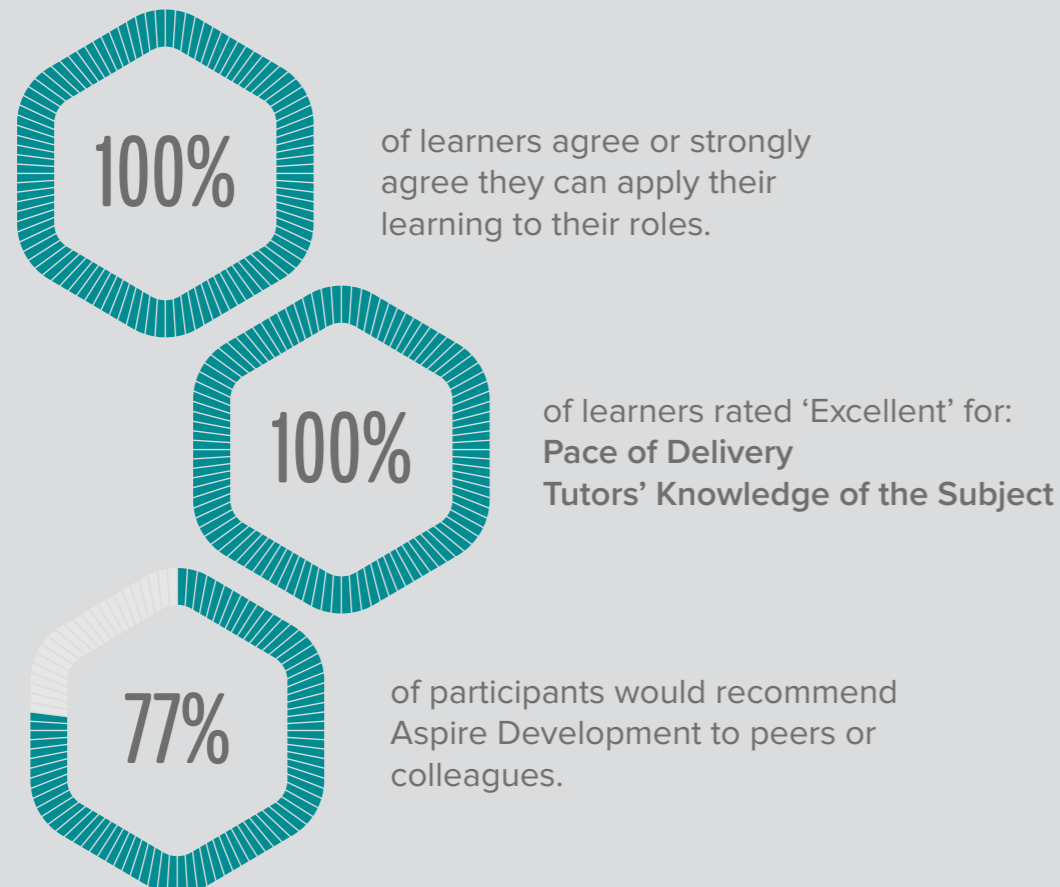 100%
of learners agree or strongly
agree they can apply their
learning to their roles.
100%
of learners rated ‘Excellent’ for:
Pace of Delivery
Tutors’ Knowledge of the Subject
77%
of participants would recommend
Aspire Development to peers or
colleagues.